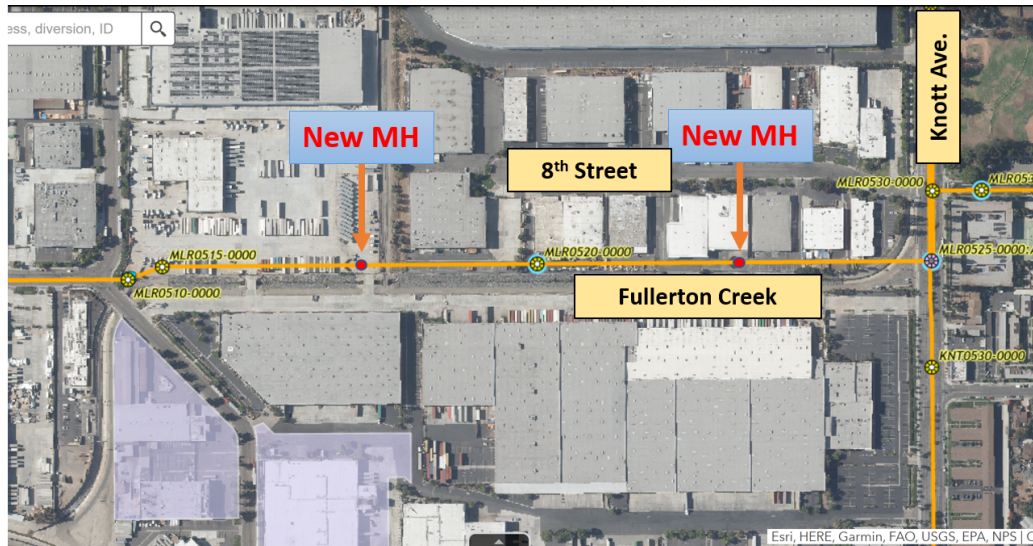 ess, diversion, ID
New MH
New MH
8th Street
Knott Ave.
MLR0530-0000
MLR053
MLR0515-0000
MLR0520-0000
MLR0525-0000:
MLR0510-0000
Fullerton Creek
KNT0530-0000
Esri, HERE, Garmin, FAO, USGS, EPA, NPS |